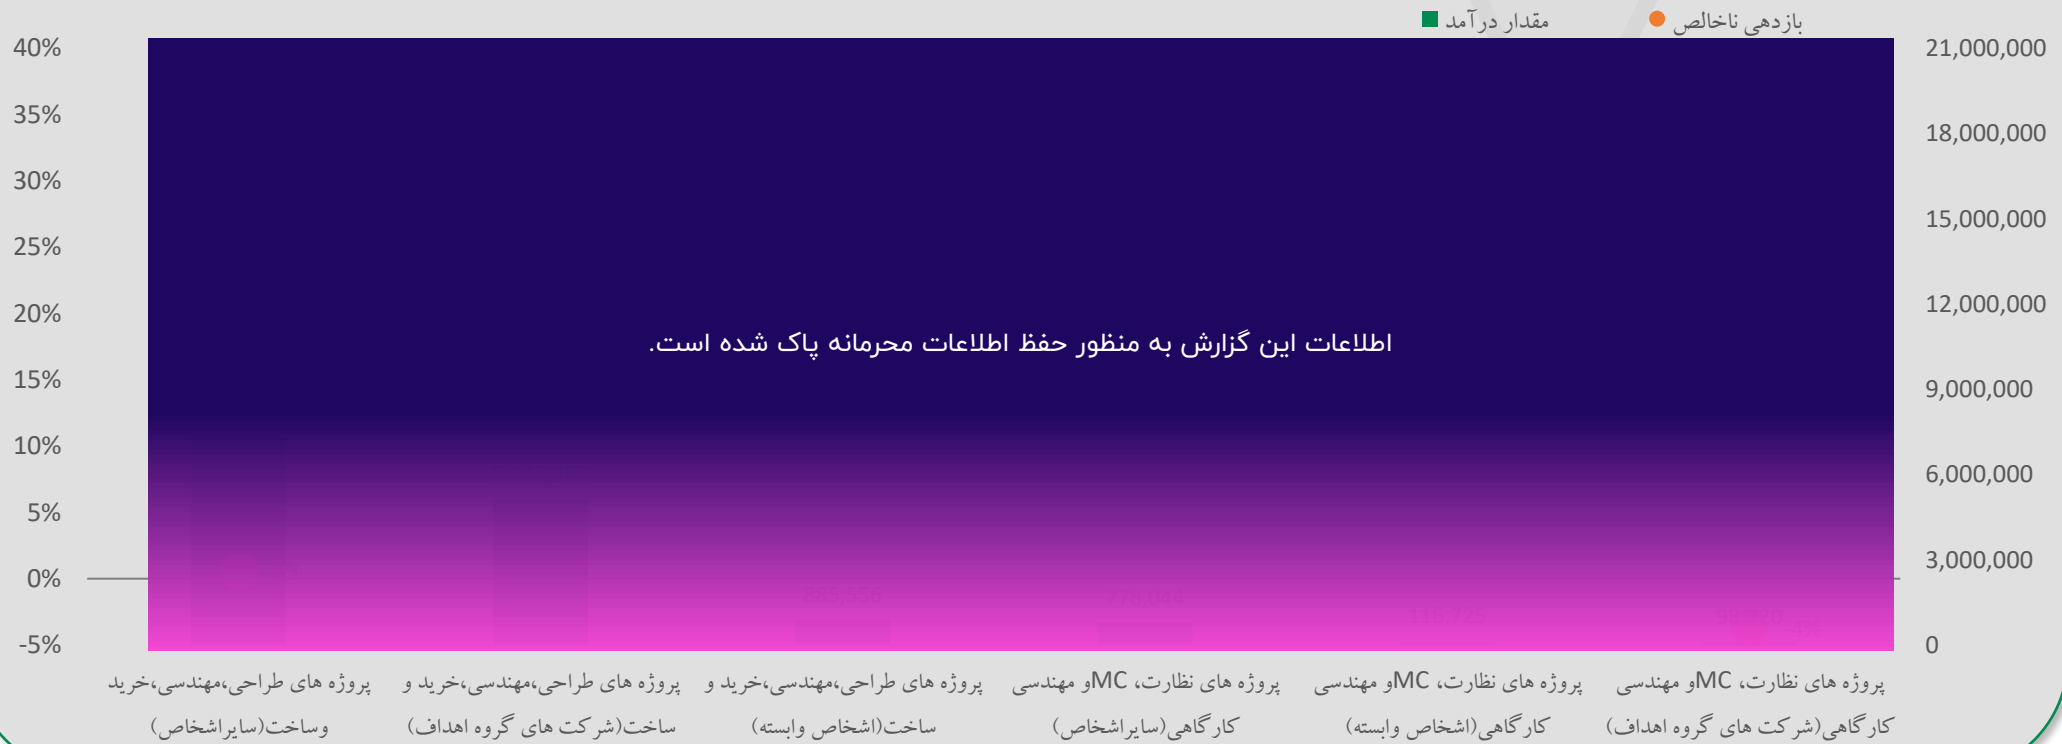 مقدار درآمد
بازدهی ناخالص
40%
35%
30%
25%
20%
15%
10%
5%
0%
-5%
21,000,000
18,000,000
15,000,000
12,000,000
9,000,000
6,000,000
3,000,000
0
اطلاعات این گزارش به منظور حفظ اطلاعات محرمانه پاک شده است.
پروژه های طراحی،مهندسی،خرید
وساخت(سایراشخاص)
پروژه های طراحی،مهندسی،خرید و
ساخت(شرکت های گروه اهداف)
پروژه های طراحی،مهندسی،خرید و
ساخت(اشخاص وابسته)
پروژه های نظارت، MCو مهندسی
کارگاهی(سایراشخاص)
پروژه های نظارت، MCو مهندسی
کارگاهی(اشخاص وابسته)
پروژه های نظارت، MCو مهندسی
کارگاهی(شرکت های گروه اهداف)